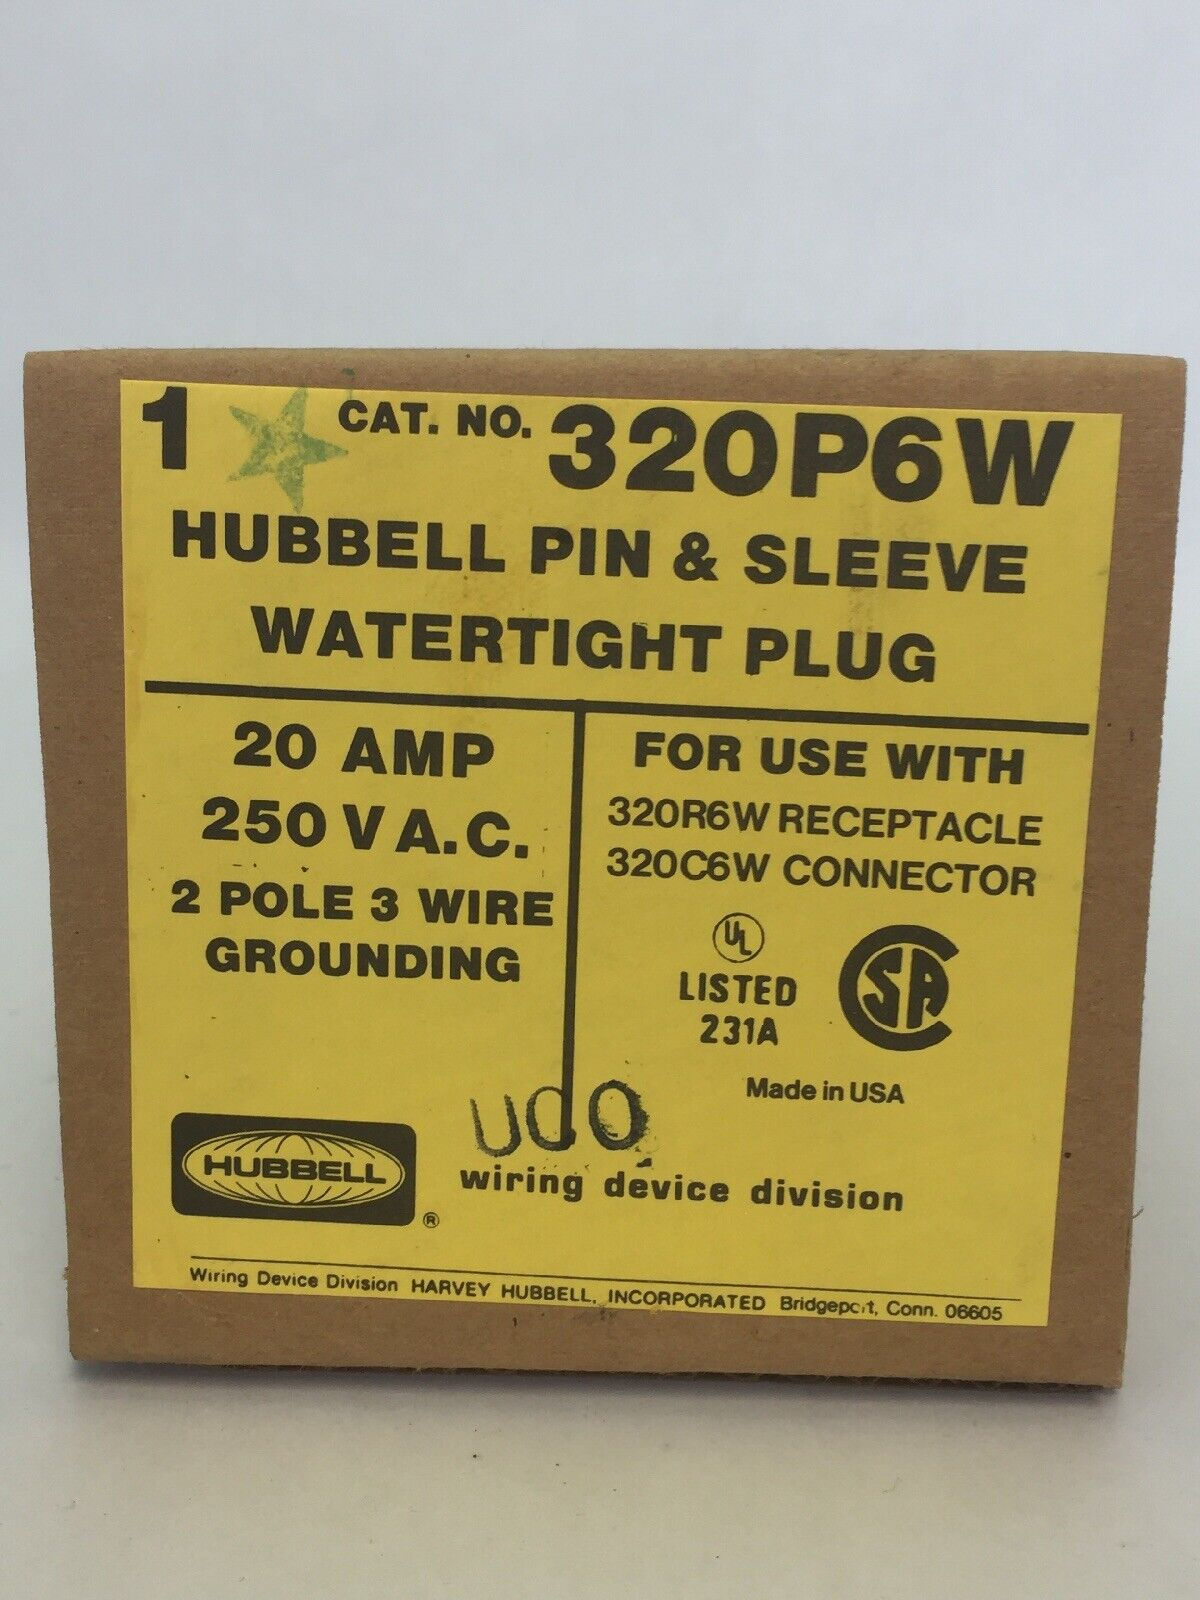 1 CAT. NO. 320P6W
HUBBELL PIN & SLEEVE
WATERTIGHT PLUG
20 AMP
250 V A.C.
2 POLE 3 WIRE
GROUNDING
FOR USE WITH
320R6W RECEPTACLE
320C6W CONNECTOR
UL
LISTED
231A
CSA
Made in USA
HUBBELL
®
wiring device division
Wiring Device Division HARVEY HUBBELL, INCORPORATED Bridgeport, Conn. 06605